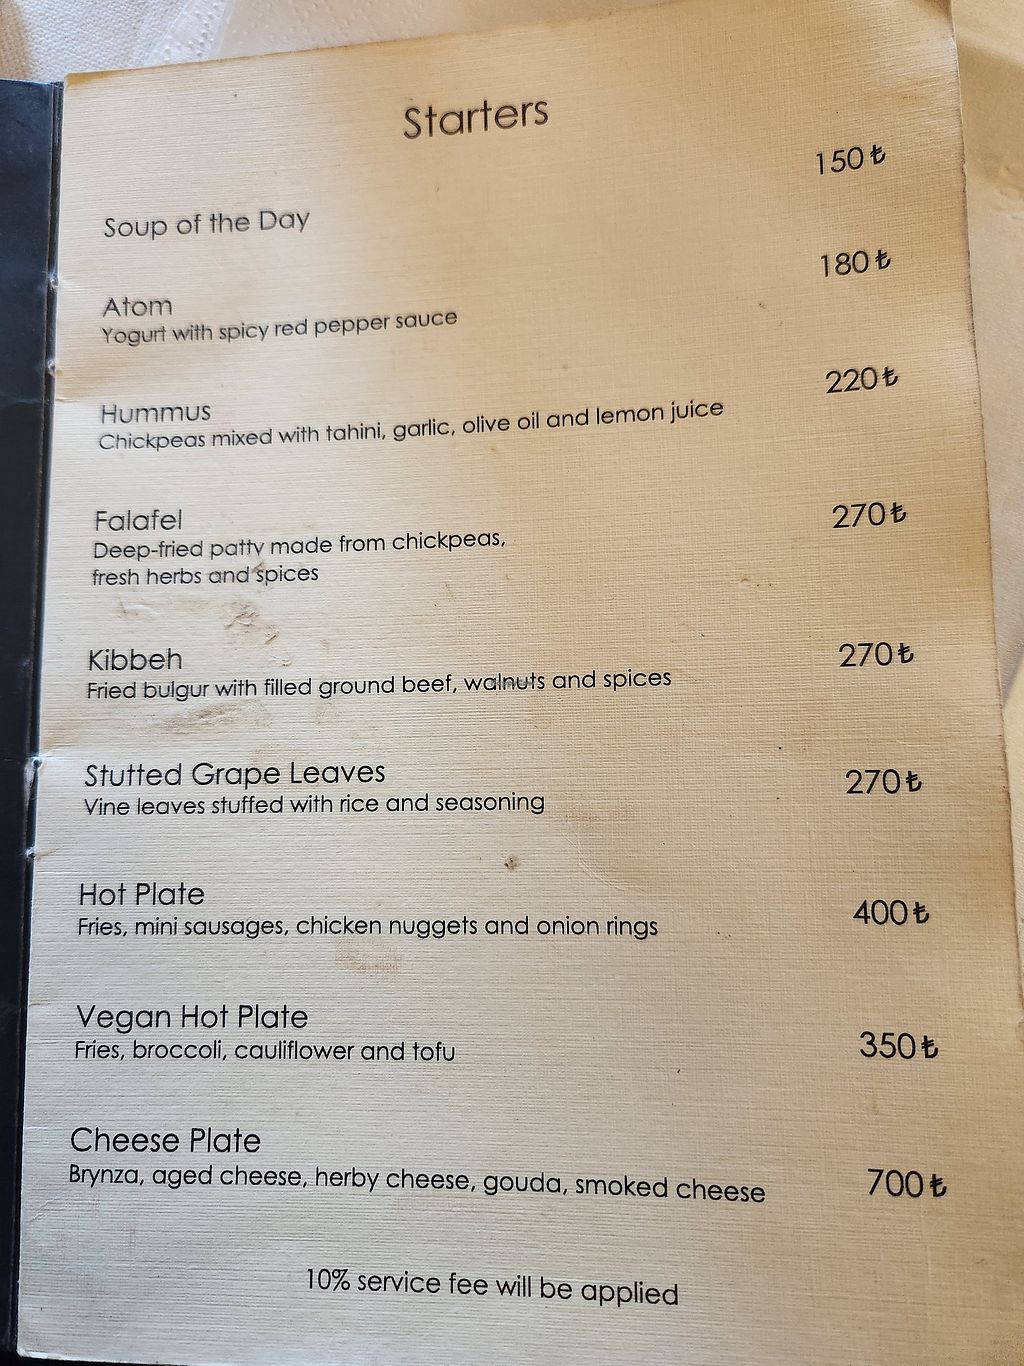 Starters
150₺
Soup of the Day
180₺
Atom
Yogurt with spicy red pepper sauce
220₺
Hummus
Chickpeas mixed with tahini, garlic, olive oil and lemon juice
270₺
Falafel
Deep-fried patty made from chickpeas,
fresh herbs and spices
270₺
Kibbeh
Fried bulgur with filled ground beef, walnuts and spices
270₺
Stutted Grape Leaves
Vine leaves stuffed with rice and seasoning
400₺
Hot Plate
Fries, mini sausages, chicken nuggets and onion rings
Vegan Hot Plate
350₺
Fries, broccoli, cauliflower and tofu
Cheese Plate
700₺
Brynza, aged cheese, herby cheese, gouda, smoked cheese
10% service fee will be applied